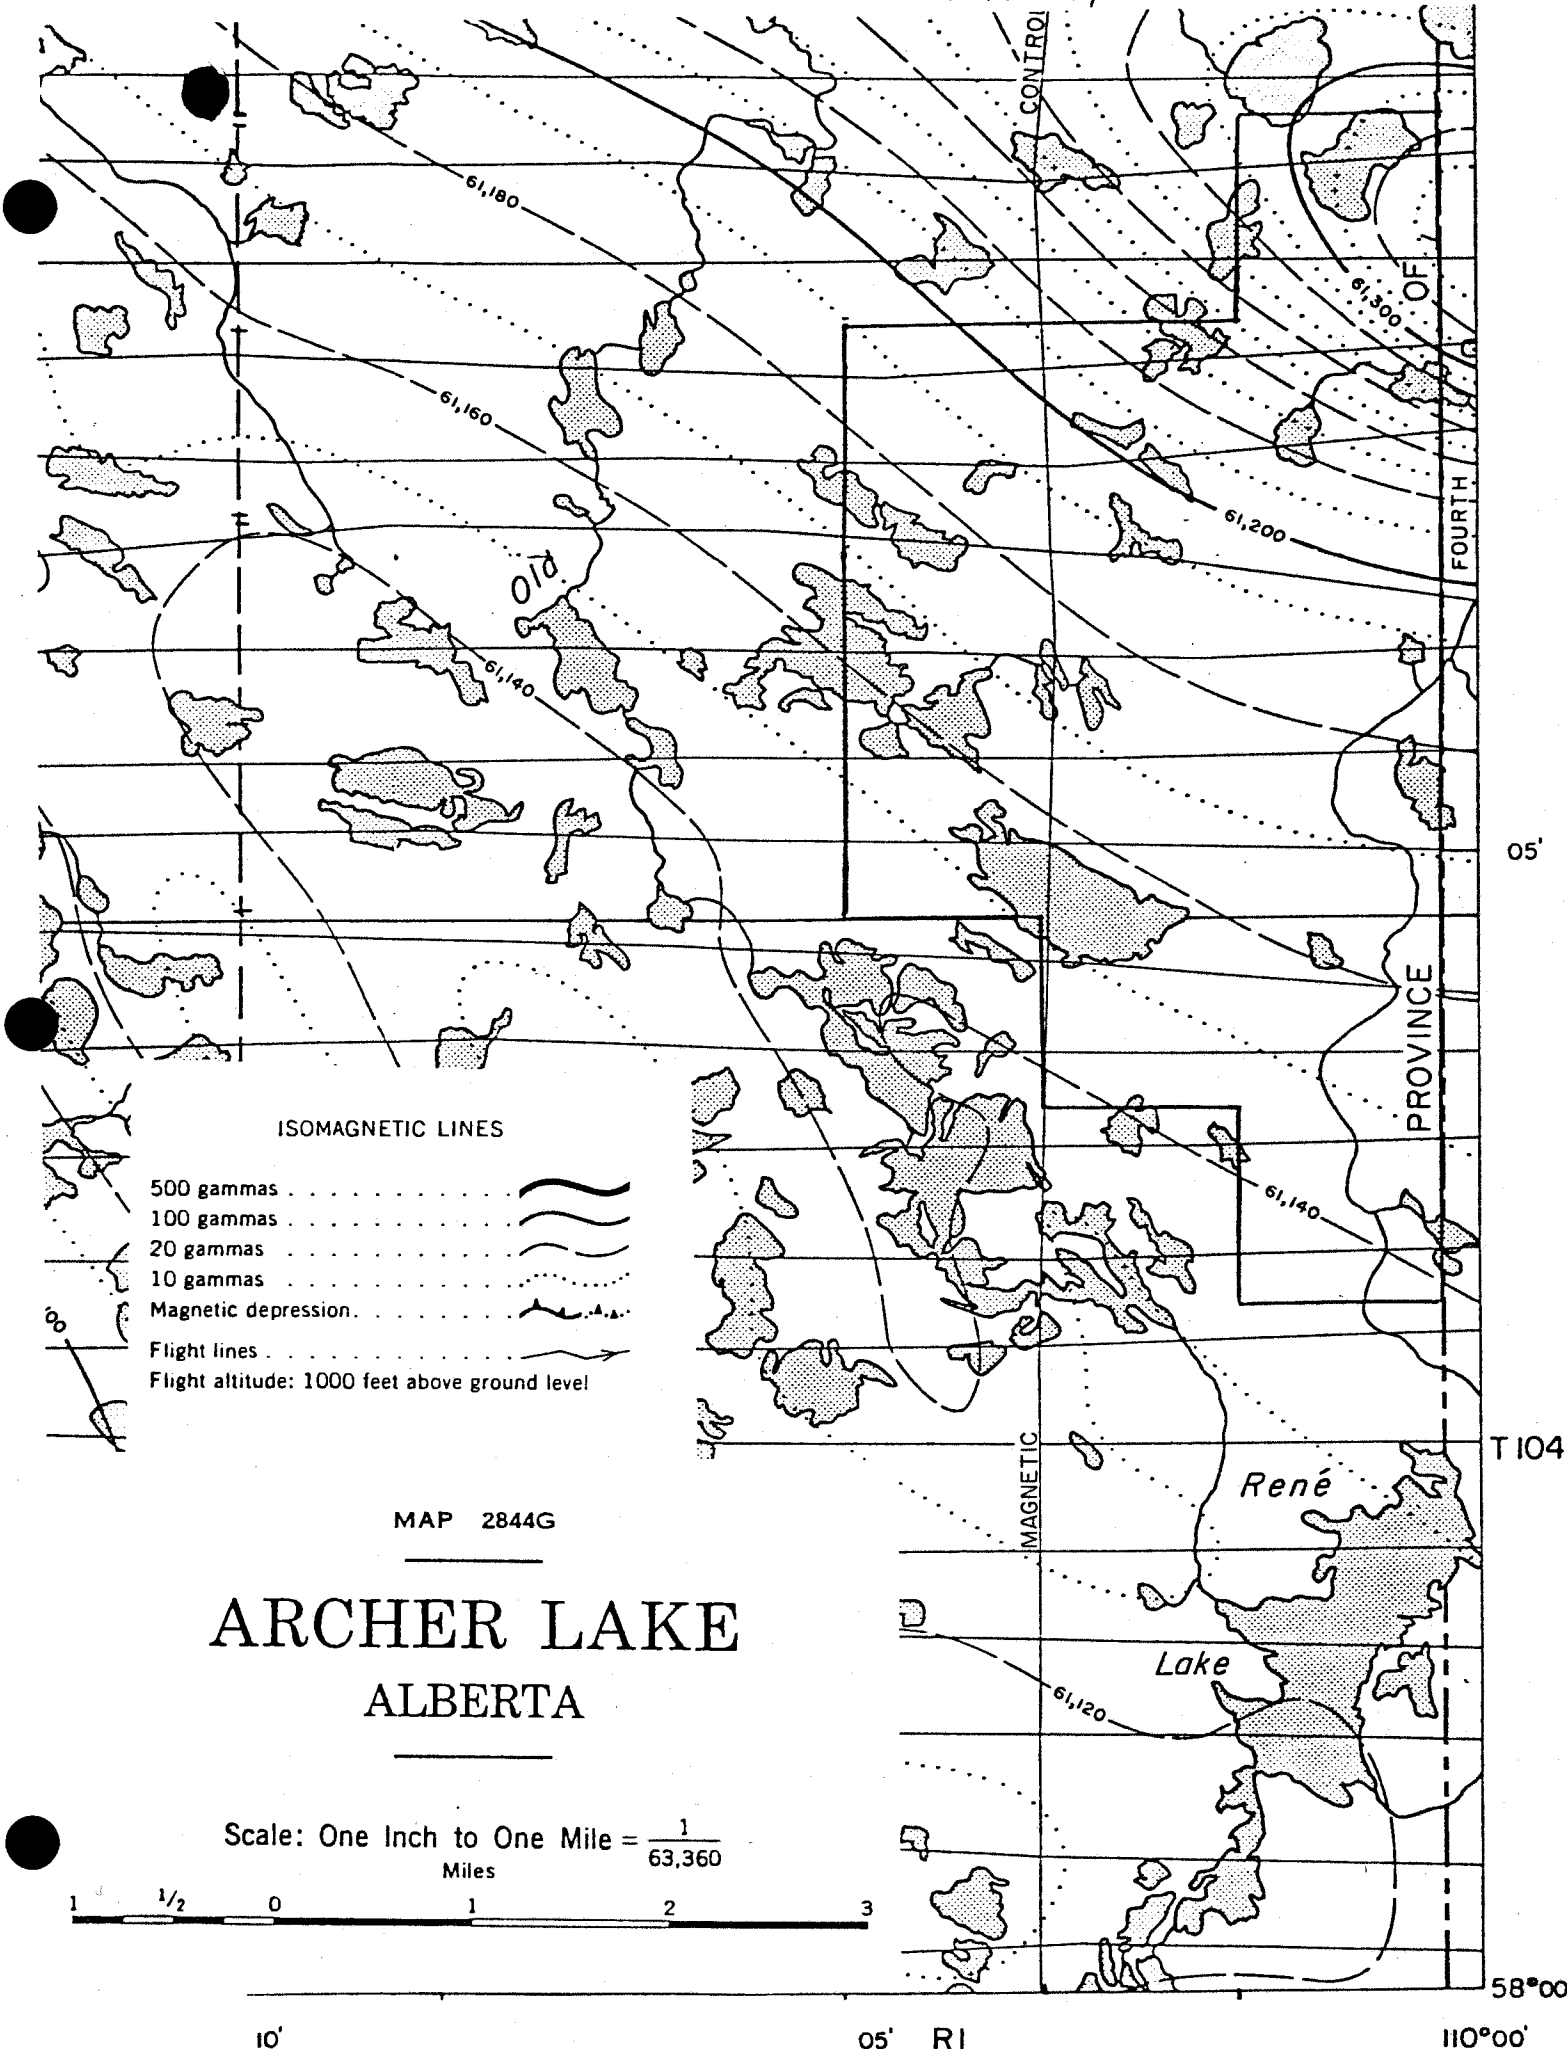 CONTROL
61,180
OF
61,300
61,160
61,200
FOURTH
Old
61,140
05'
PROVINCE
61,140
ISOMAGNETIC LINES
500 gammas . . . . . . . . . . . .
100 gammas . . . . . . . . . . . .
20 gammas . . . . . . . . . . . .
10 gammas . . . . . . . . . . . .
Magnetic depression. . . . . . . . .
Flight lines . . . . . . . . . . . . .
Flight altitude: 1000 feet above ground level
00
T 104
MAGNETIC
René
MAP 2844G
ARCHER LAKE
Lake
ALBERTA
61,120
Scale: One Inch to One Mile = 1
63,360
Miles
1 1/2 0 1 2 3
58°00
10' 05' R1 110°00'